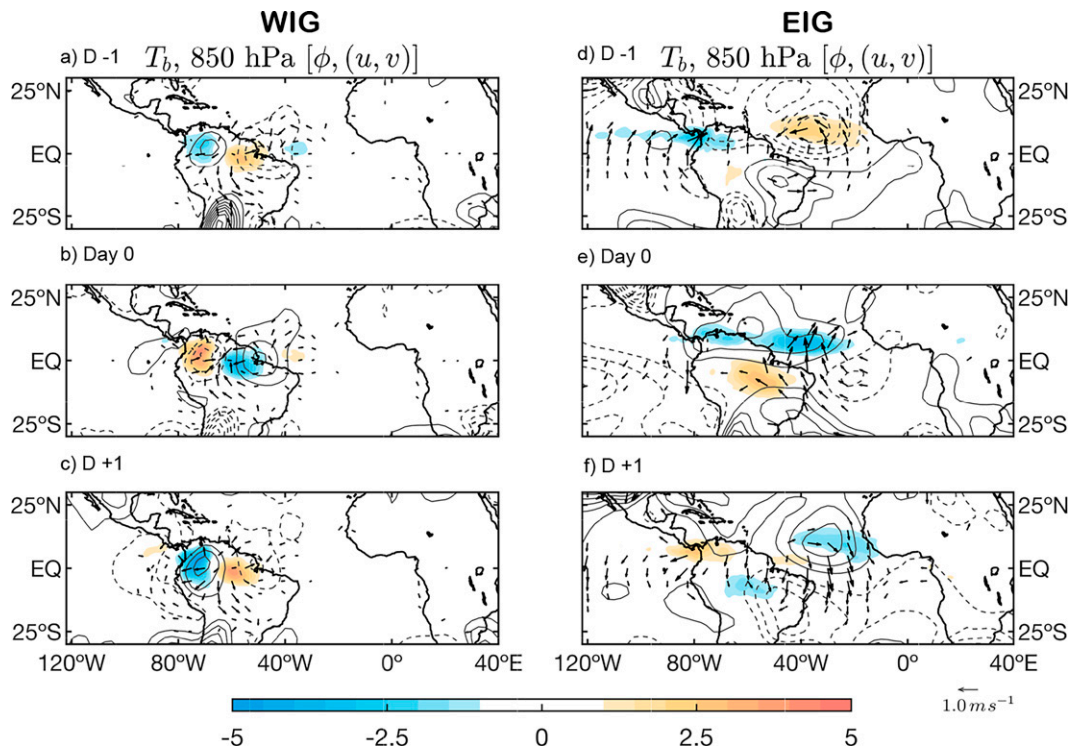 WIG
EIG
a) D -1 T_b, 850 hPa [ϕ, (u, v)]
d) D -1 T_b, 850 hPa [ϕ, (u, v)]
25ºN
EQ
25ºS
25ºN
EQ
25ºS
b) Day 0
e) Day 0
25ºN
EQ
25ºS
25ºN
EQ
25ºS
c) D +1
f) D +1
25ºN
EQ
25ºS
25ºN
EQ
25ºS
120ºW 80ºW 40ºW 0º 40ºE
120ºW 80ºW 40ºW 0º 40ºE
-5 -2.5 0 2.5 5
1.0 ms⁻¹